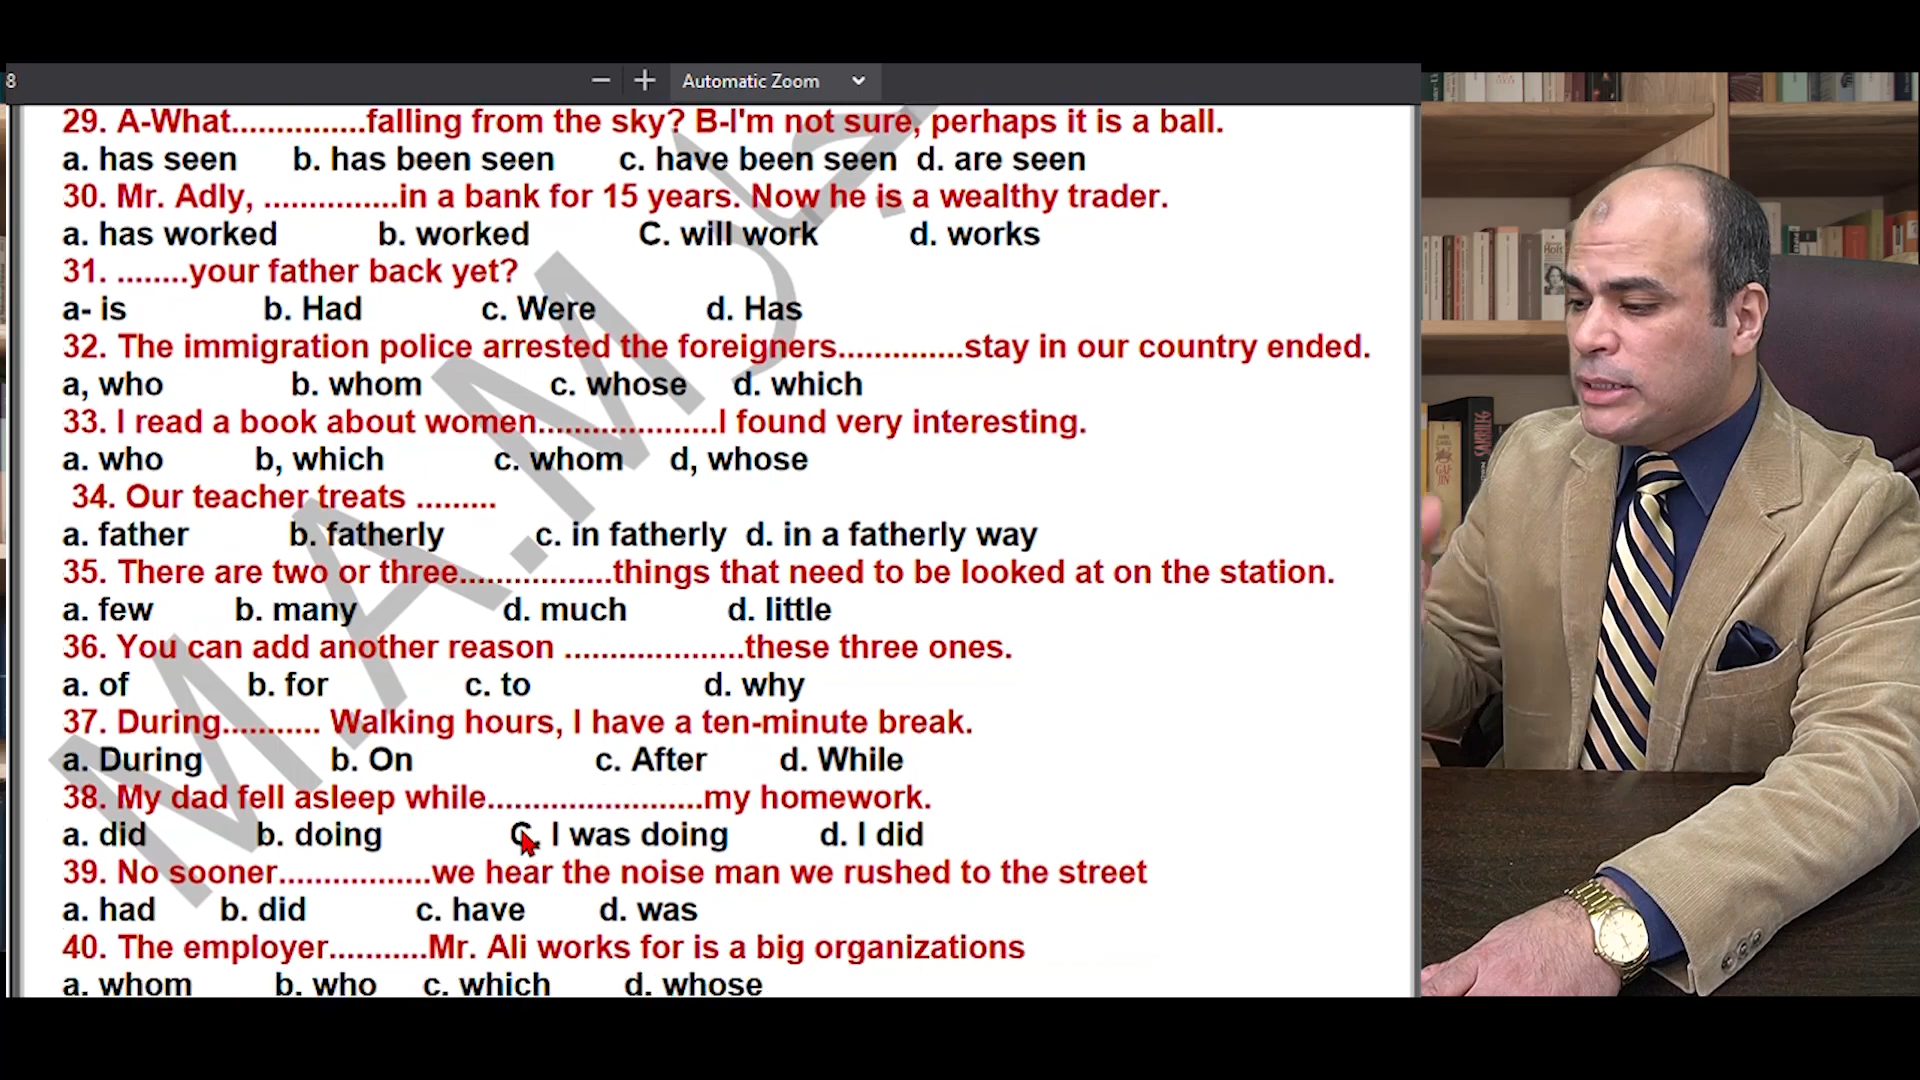 8 − + Automatic Zoom
29. A-What...............falling from the sky? B-I'm not sure, perhaps it is a ball.
a. has seen b. has been seen c. have been seen d. are seen
30. Mr. Adly, ...............in a bank for 15 years. Now he is a wealthy trader.
a. has worked b. worked C. will work d. works
31. ........your father back yet?
a- is b. Had c. Were d. Has
32. The immigration police arrested the foreigners..............stay in our country ended.
a, who b. whom c. whose d. which
33. I read a book about women....................I found very interesting.
a. who b, which c. whom d, whose
34. Our teacher treats .........
a. father b. fatherly c. in fatherly d. in a fatherly way
35. There are two or three.................things that need to be looked at on the station.
a. few b. many d. much d. little
36. You can add another reason ....................these three ones.
a. of b. for c. to d. why
37. During........... Walking hours, I have a ten-minute break.
a. During b. On c. After d. While
38. My dad fell asleep while........................my homework.
a. did b. doing C. I was doing d. I did
39. No sooner.................we hear the noise man we rushed to the street
a. had b. did c. have d. was
40. The employer...........Mr. Ali works for is a big organizations
a. whom b. who c. which d. whose